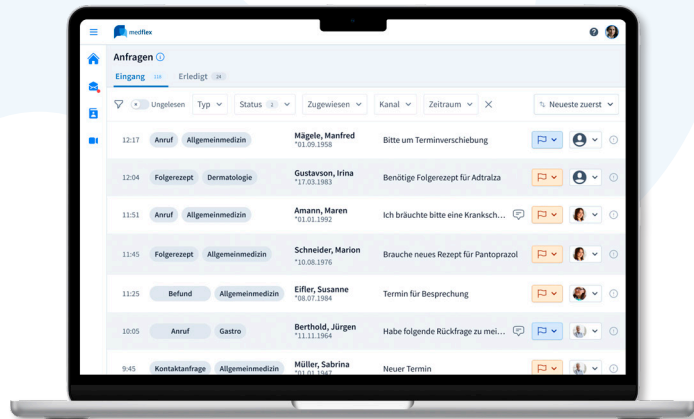 medflex
Anfragen
Eingang 118 Erledigt 24
Ungelesen Typ Status 2 Zugewiesen Kanal Zeitraum Neueste zuerst
12:17 Anruf Allgemeinmedizin Mägele, Manfred Bitte um Terminverschiebung
*01.09.1958
12:04 Folgerezept Dermatologie Gustavson, Irina Benötige Folgerezept für Adtralza
*17.03.1983
11:51 Anruf Allgemeinmedizin Amann, Maren Ich bräuchte bitte eine Kranksch...
*01.01.1992
11:45 Folgerezept Allgemeinmedizin Schneider, Marion Brauche neues Rezept für Pantoprazol
*10.08.1976
11:25 Befund Allgemeinmedizin Eifler, Susanne Termin für Besprechung
*08.07.1984
10:05 Anruf Gastro Berthold, Jürgen Habe folgende Rückfrage zu mei...
*11.11.1964
9:45 Kontaktanfrage Allgemeinmedizin Müller, Sabrina Neuer Termin
*01.01.1947